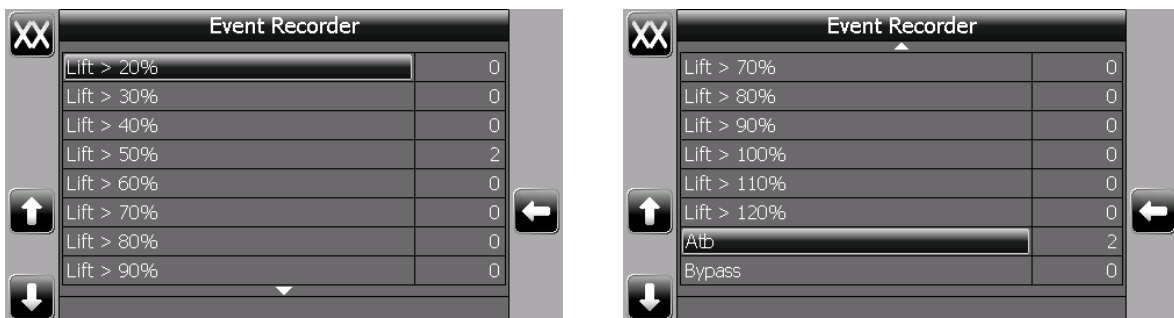 XX Event Recorder
Lift > 20% 0
Lift > 30% 0
Lift > 40% 0
Lift > 50% 2
Lift > 60% 0
Lift > 70% 0
Lift > 80% 0
Lift > 90% 0
XX Event Recorder
Lift > 70% 0
Lift > 80% 0
Lift > 90% 0
Lift > 100% 0
Lift > 110% 0
Lift > 120% 0
Atb 2
Bypass 0